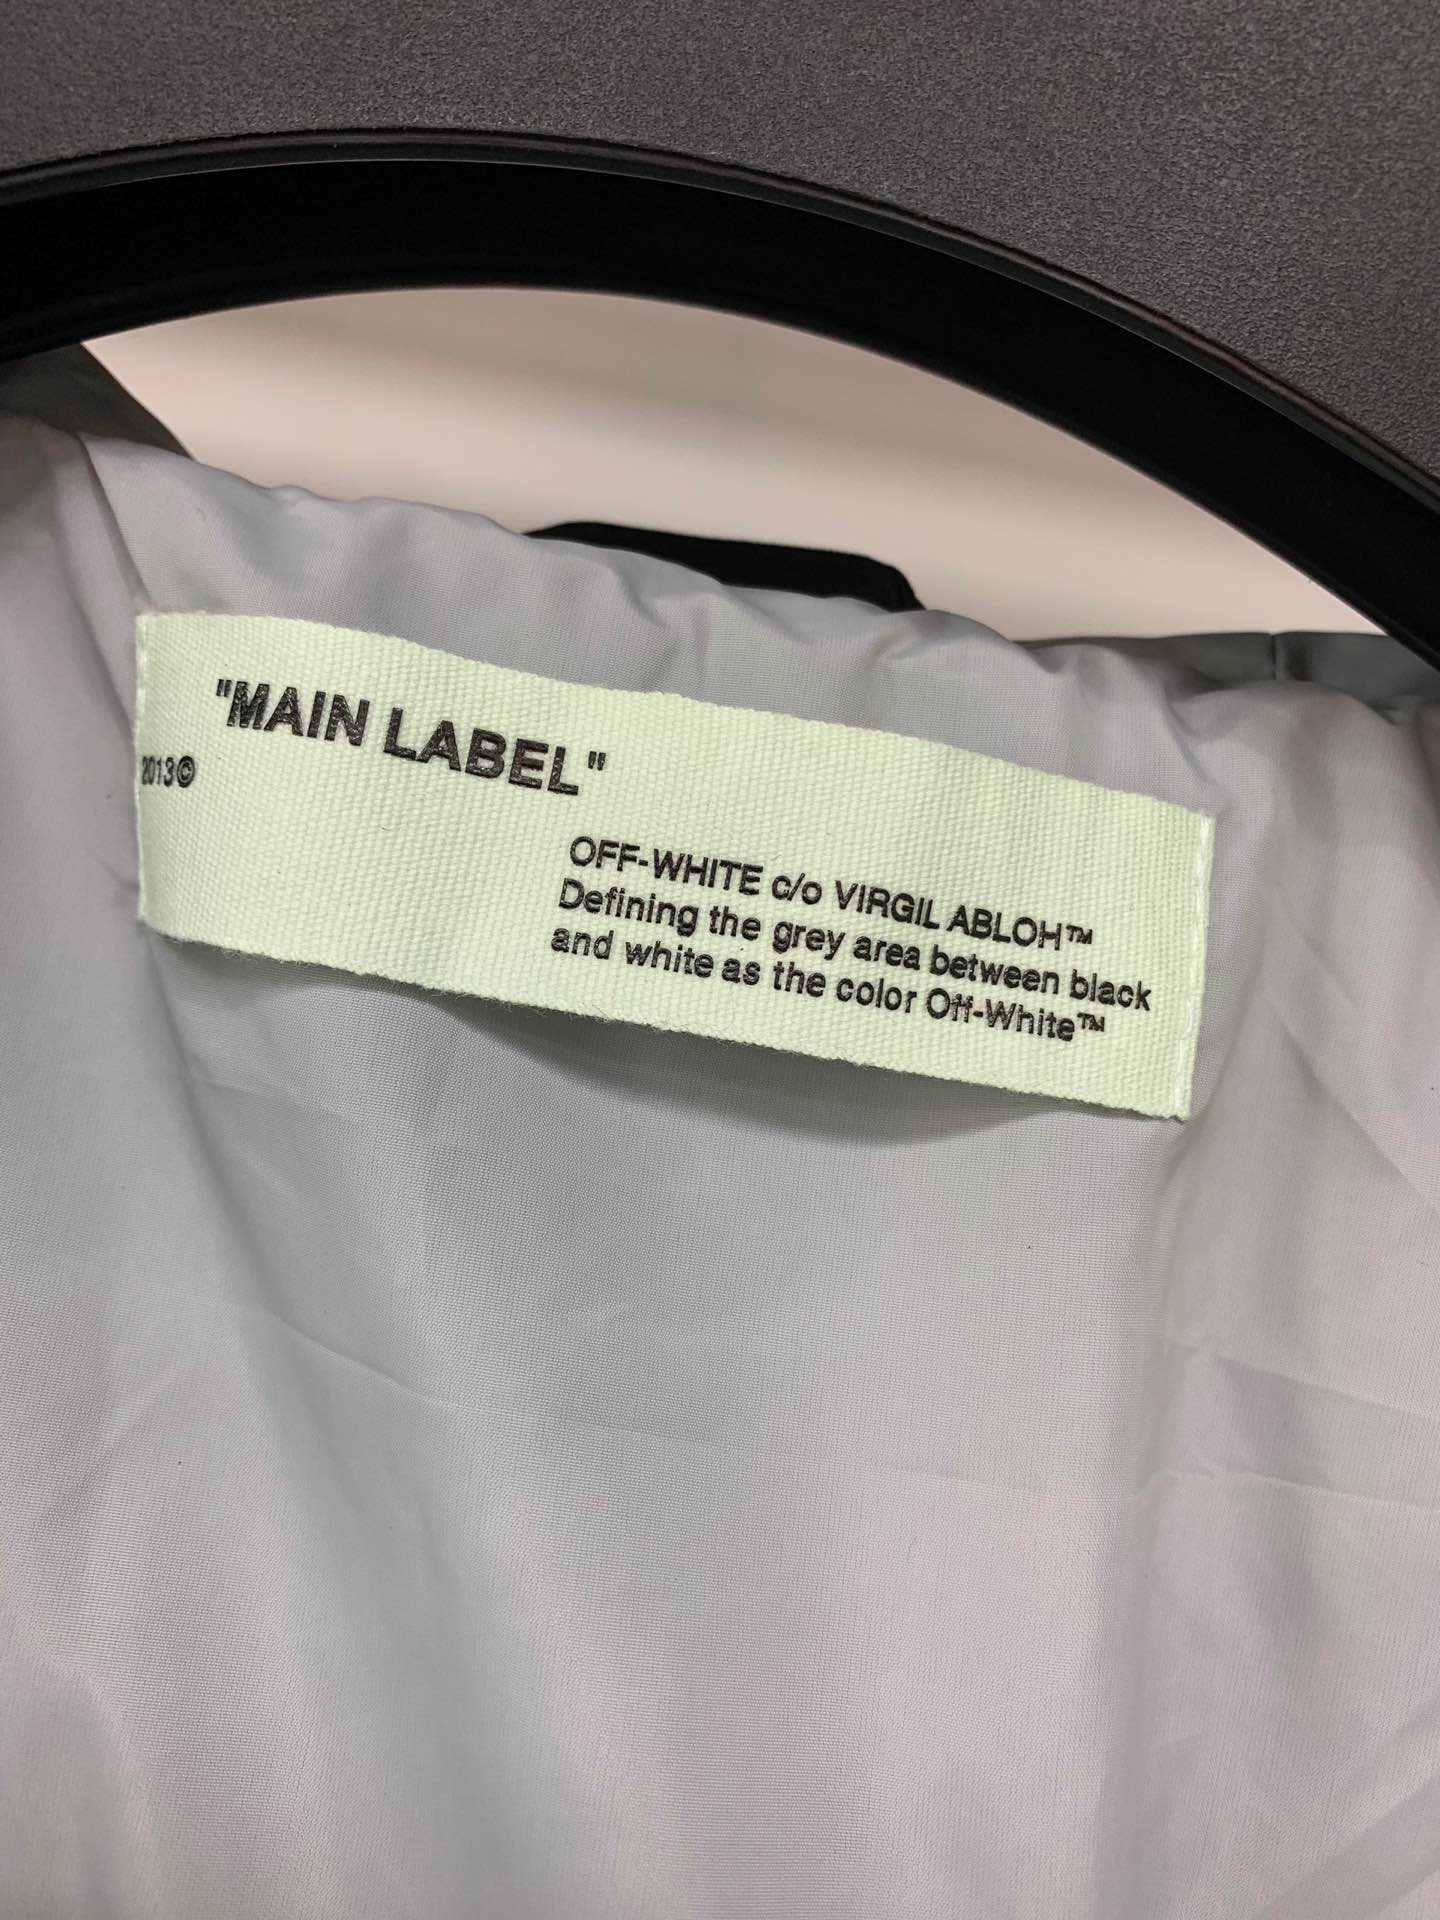 "MAIN LABEL"
2013©
OFF-WHITE c/o VIRGIL ABLOH™
Defining the grey area between black
and white as the color Off-White™